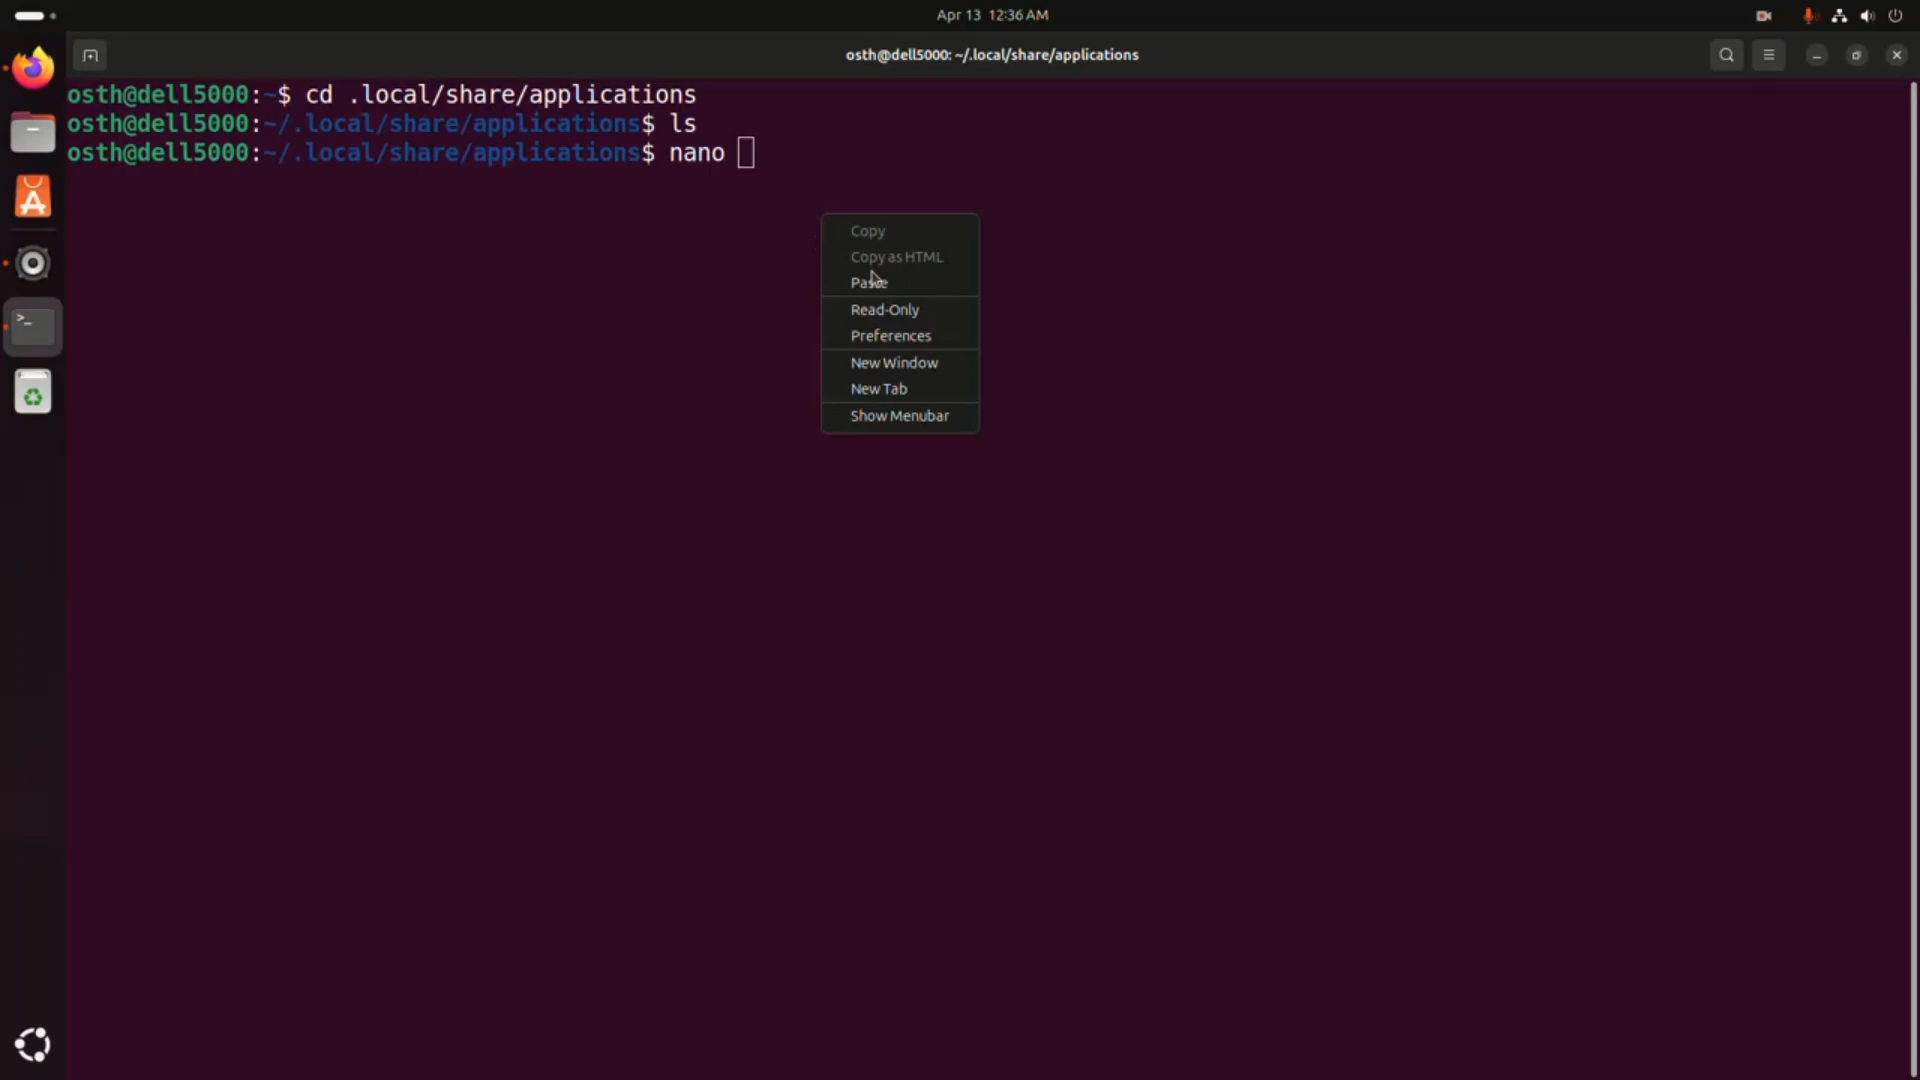 Apr 13 12:36 AM
osth@dell5000: ~/.local/share/applications
osth@dell5000:~$ cd .local/share/applications
osth@dell5000:~/.local/share/applications$ ls
osth@dell5000:~/.local/share/applications$ nano
Copy
Copy as HTML
Paste
Read-Only
Preferences
New Window
New Tab
Show Menubar